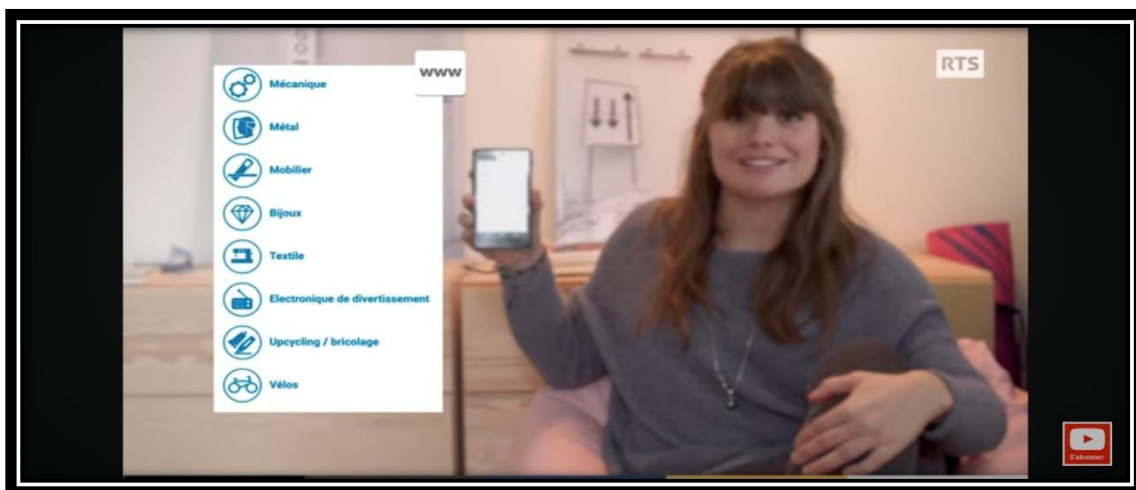 www
RTS
Mécanique
Métal
Mobilier
Bijoux
Textile
Electronique de divertissement
Upcycling / bricolage
Vélos
S'abonner